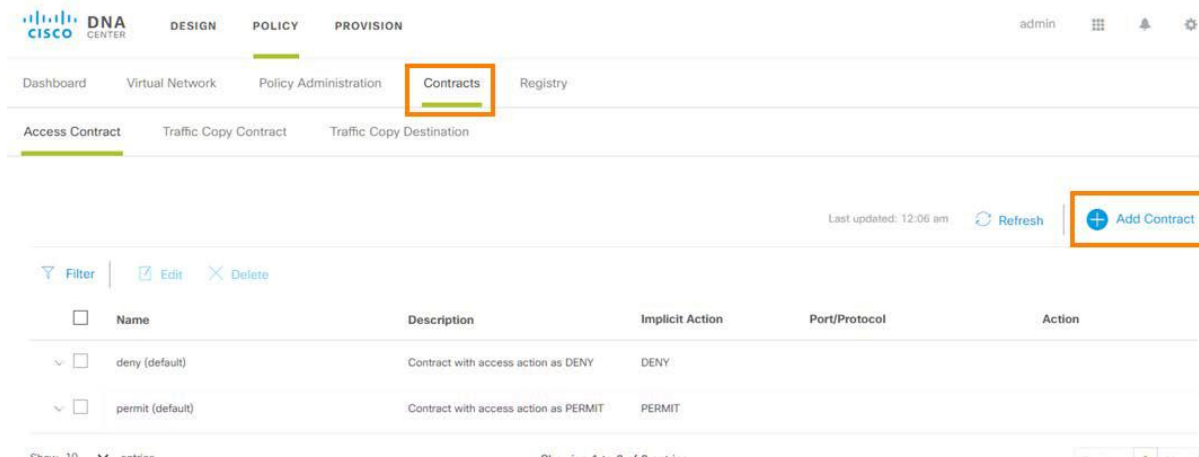 CISCO DNA CENTER DESIGN POLICY PROVISION admin
Dashboard Virtual Network Policy Administration Contracts Registry
Access Contract Traffic Copy Contract Traffic Copy Destination
Last updated: 12:06 am Refresh Add Contract
Filter Edit Delete
Name Description Implicit Action Port/Protocol Action
deny (default) Contract with access action as DENY DENY
permit (default) Contract with access action as PERMIT PERMIT
Show 10 entries